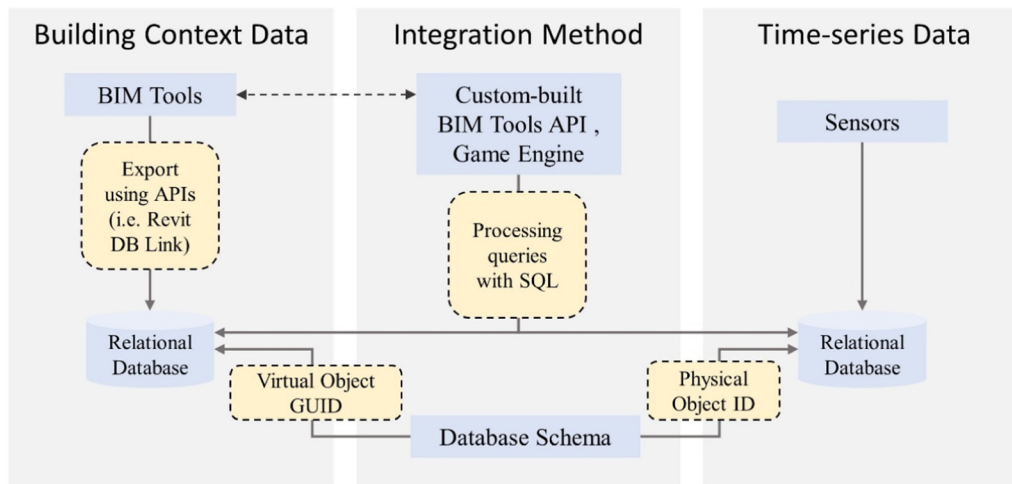 Building Context Data
Integration Method
Time-series Data
BIM Tools
Custom-built
BIM Tools API ,
Game Engine
Sensors
Export
using APIs
(i.e. Revit
DB Link)
Processing
queries
with SQL
Relational
Database
Relational
Database
Virtual Object
GUID
Physical
Object ID
Database Schema